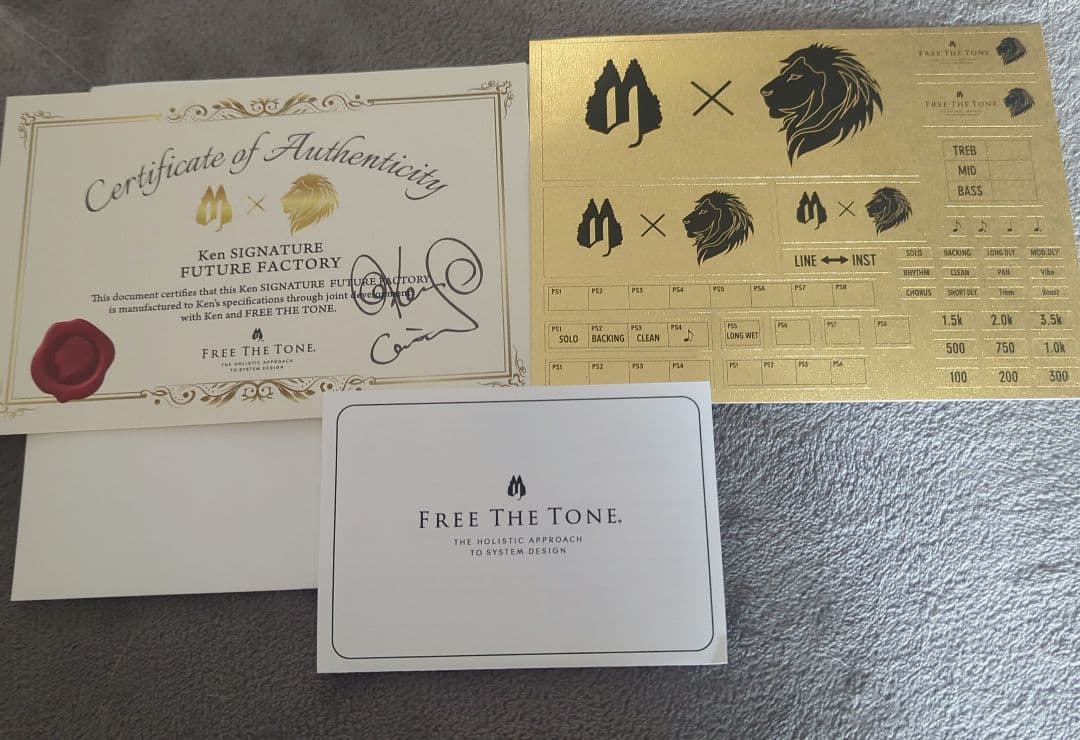 Certificate of Authenticity
×
Ken SIGNATURE
FUTURE FACTORY
This document certifies that this Ken SIGNATURE FUTURE FACTORY
is manufactured to Ken's specifications through joint development
with Ken and FREE THE TONE.
FREE THE TONE.
THE HOLISTIC APPROACH
TO SYSTEM DESIGN
Ken
×
FREE THE TONE
FREE THE TONE
TREB
MID
BASS
×
×
LINE ↔ INST
SOLO BACKING LONG DLY MOD.DLY
RHYTHM CLEAN PAN Vibe
CHORUS SHORT DLY Trem Boost
PS1 PS2 PS3 PS4 PS5 PS6 PS7 PS8
1.5k 2.0k 3.5k
PS1 SOLO PS2 BACKING PS3 CLEAN PS4 ♪ PS5 LONG WET PS6 PS7 PS8
500 750 1.0k
PS1 PS2 PS3 PS4 PS1 PS2 PS3 PS4
100 200 300
FREE THE TONE.
THE HOLISTIC APPROACH
TO SYSTEM DESIGN